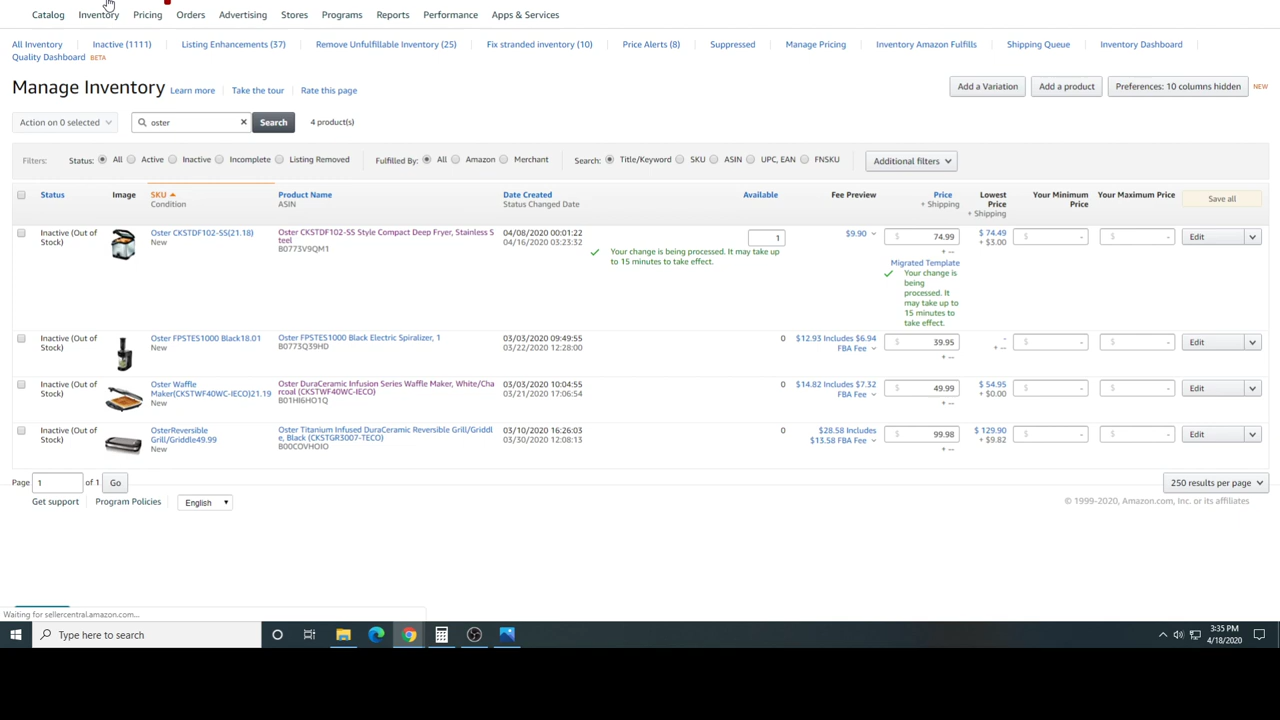 Catalog Inventory Pricing Orders Advertising Stores Programs Reports Performance Apps & Services
All Inventory Inactive (1111) Listing Enhancements (37) Remove Unfulfillable Inventory (25) Fix stranded inventory (10) Price Alerts (8) Suppressed Manage Pricing Inventory Amazon Fulfills Shipping Queue Inventory Dashboard
Quality Dashboard BETA
Manage Inventory Learn more Take the tour Rate this page Add a Variation Add a product Preferences: 10 columns hidden NEW
Action on 0 selected oster × Search 4 product(s)
Filters: Status: All Active Inactive Incomplete Listing Removed Fulfilled By: All Amazon Merchant Search: Title/Keyword SKU ASIN UPC, EAN FNSKU Additional filters
Status Image SKU Product Name Date Created Available Fee Preview Price Lowest Your Minimum Your Maximum Price Save all
Condition ASIN Status Changed Date + Shipping Price Price
+ Shipping
Inactive (Out of Oster CKSTDF102-SS(21.18) Oster CKSTDF102-SS Style Compact Deep Fryer, Stainless S 04/08/2020 00:01:22 1 $9.90 $ 74.99 $ 74.49 $ - $ - Edit
Stock) New teel 04/16/2020 03:23:32 + $3.00
B0773V9QM1 Your change is being processed. It may take up + --
to 15 minutes to take effect. Migrated Template
Your change is
being
processed. It
may take up to
15 minutes to
take effect.
Inactive (Out of Oster FPSTES1000 Black18.01 Oster FPSTES1000 Black Electric Spiralizer, 1 03/03/2020 09:49:55 0 $12.93 Includes $6.94 $ 39.95 - $ - $ - Edit
Stock) New B0773Q39HD 03/22/2020 12:28:00 FBA Fee + --
+ --
Inactive (Out of Oster Waffle Oster DuraCeramic Infusion Series Waffle Maker, White/Cha 03/03/2020 10:04:55 0 $14.82 Includes $7.32 $ 49.99 $ 54.95 $ - $ - Edit
Stock) Maker(CKSTWF40WC-IECO)21.19 rcoal (CKSTWF40WC-IECO) 03/21/2020 17:06:54 FBA Fee + $0.00
New B01HI6HO1Q + --
Inactive (Out of OsterReversible Oster Titanium Infused DuraCeramic Reversible Grill/Griddl 03/10/2020 16:26:03 0 $28.58 Includes $ 99.98 $ 129.90 $ - $ - Edit
Stock) Grill/Griddle49.99 e, Black (CKSTGR3007-TECO) 03/30/2020 12:08:13 $13.58 FBA Fee + $9.82
New B00COVHOIO + --
Page 1 of 1 Go 250 results per page
Get support Program Policies English © 1999-2020, Amazon.com, Inc. or its affiliates
Waiting for sellercentral.amazon.com...
Type here to search 3:35 PM
4/18/2020